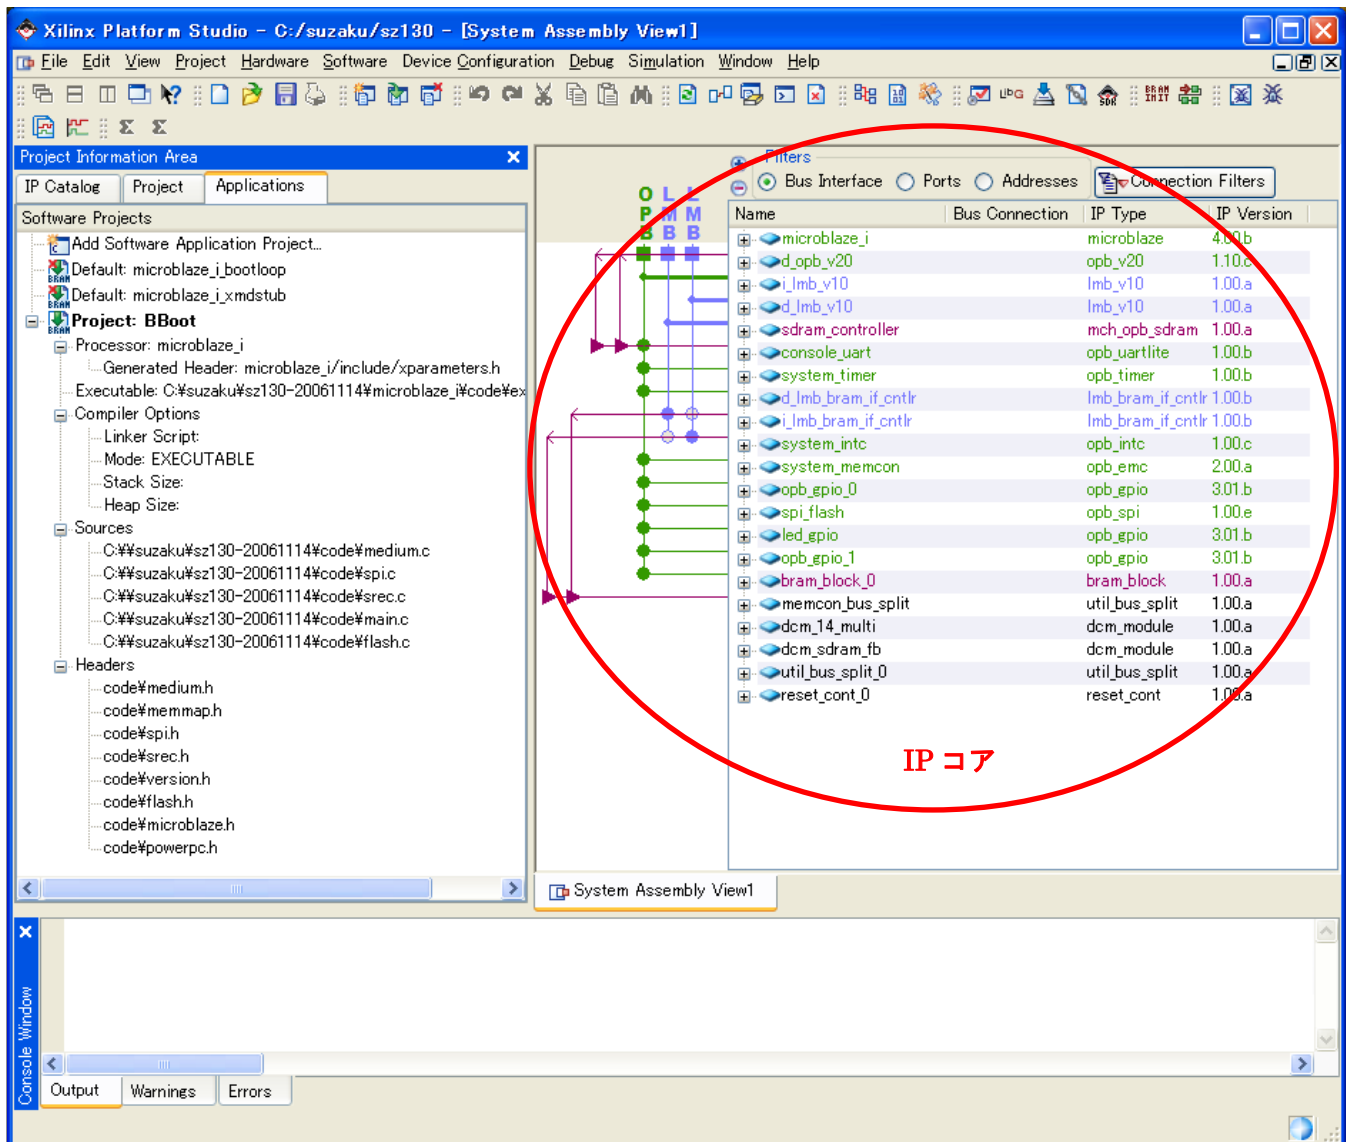 Xilinx Platform Studio - C:/suzaku/sz130 - [System Assembly View1]
File Edit View Project Hardware Software Device Configuration Debug Simulation Window Help
Project Information Area
IP Catalog Project Applications
Software Projects
Add Software Application Project...
Default: microblaze_i_bootloop
Default: microblaze_i_xmdstub
Project: BBoot
Processor: microblaze_i
Generated Header: microblaze_i/include/xparameters.h
Executable: C:¥suzaku¥sz130-20061114¥microblaze_i¥code¥ex
Compiler Options
Linker Script:
Mode: EXECUTABLE
Stack Size:
Heap Size:
Sources
C:¥¥suzaku¥sz130-20061114¥code¥medium.c
C:¥¥suzaku¥sz130-20061114¥code¥spi.c
C:¥¥suzaku¥sz130-20061114¥code¥srec.c
C:¥¥suzaku¥sz130-20061114¥code¥main.c
C:¥¥suzaku¥sz130-20061114¥code¥flash.c
Headers
code¥medium.h
code¥memmap.h
code¥spi.h
code¥srec.h
code¥version.h
code¥flash.h
code¥microblaze.h
code¥powerpc.h
OPB LMB LMB
Filters
Bus Interface Ports Addresses Connection Filters
Name Bus Connection IP Type IP Version
microblaze_i microblaze 4.00.b
d_opb_v20 opb_v20 1.10.c
i_lmb_v10 lmb_v10 1.00.a
d_lmb_v10 lmb_v10 1.00.a
sdram_controller mch_opb_sdram 1.00.a
console_uart opb_uartlite 1.00.b
system_timer opb_timer 1.00.b
d_lmb_bram_if_cntlr lmb_bram_if_cntlr 1.00.b
i_lmb_bram_if_cntlr lmb_bram_if_cntlr 1.00.b
system_intc opb_intc 1.00.c
system_memcon opb_emc 2.00.a
opb_gpio_0 opb_gpio 3.01.b
spi_flash opb_spi 1.00.e
led_gpio opb_gpio 3.01.b
opb_gpio_1 opb_gpio 3.01.b
bram_block_0 bram_block 1.00.a
memcon_bus_split util_bus_split 1.00.a
dcm_14_multi dcm_module 1.00.a
dcm_sdram_fb dcm_module 1.00.a
util_bus_split_0 util_bus_split 1.00.a
reset_cont_0 reset_cont 1.00.a
IP コア
System Assembly View1
Console Window
Output Warnings Errors